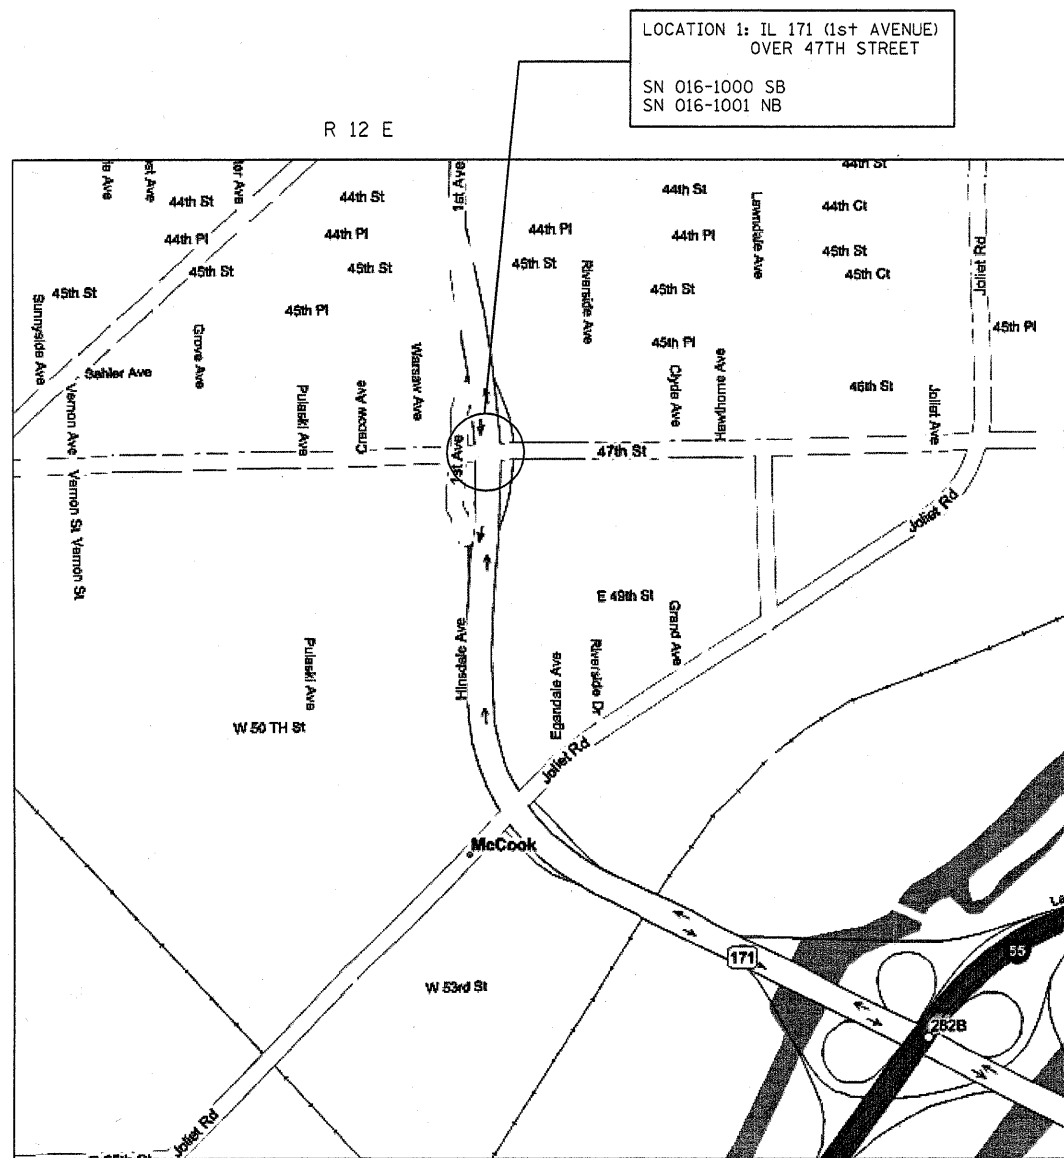 LOCATION 1: IL 171 (1st AVENUE)
OVER 47TH STREET
SN 016-1000 SB
SN 016-1001 NB
R 12 E
44th St
44th St
44th St
44th St
1st Ave
44th Ct
44th Pl
44th Pl
44th Pl
44th Pl
Lawndale Ave
45th St
45th St
45th St
45th St
45th Ct
Joliet Rd
45th St
45th St
45th Pl
Riverside Ave
Sunnyside Ave
Grove Ave
45th Pl
45th Pl
Sahler Ave
Warsaw Ave
46th St
Vernon Ave
Pulaski Ave
Cracow Ave
Clyde Ave
Hawthorne Ave
Joliet Ave
1st Ave
47th St
Vernon St
Vernon St
Joliet Rd
E 49th St
Grand Ave
Hinsdale Ave
Pulaski Ave
Egandale Ave
Riverside Dr
W 50 TH St
Joliet Rd
McCook
171
55
W 53rd St
282B
Joliet Rd